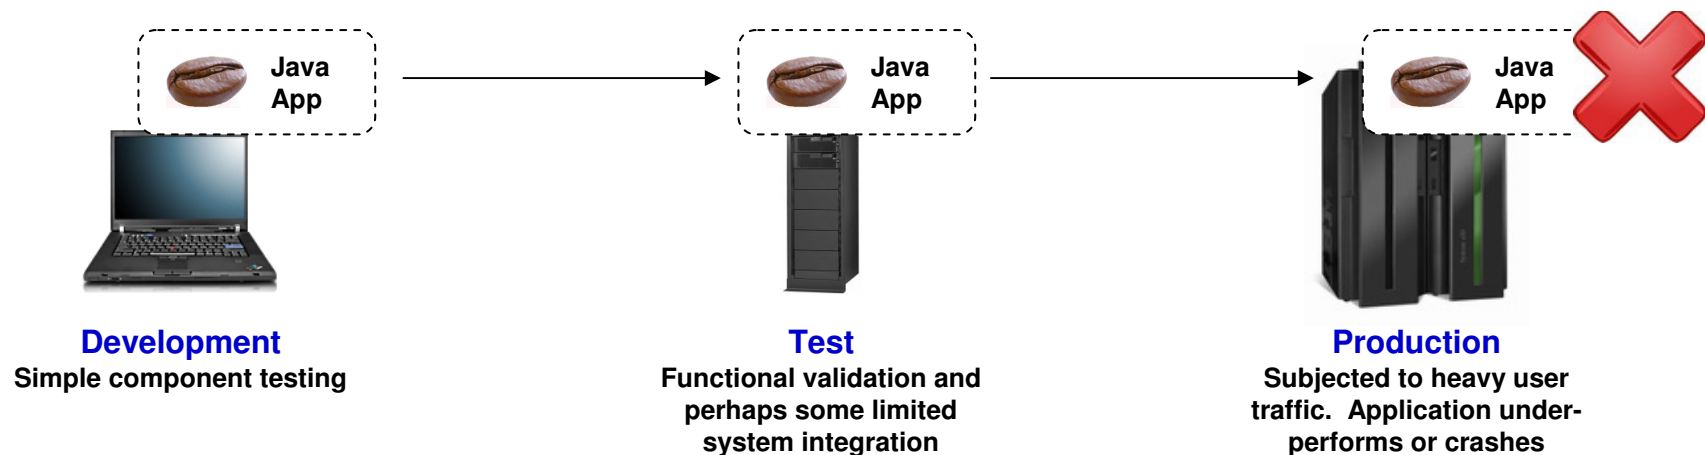 Java
App
Java
App
Java
App
Development
Simple component testing
Test
Functional validation and
perhaps some limited
system integration
Production
Subjected to heavy user
traffic.  Application under-
performs or crashes